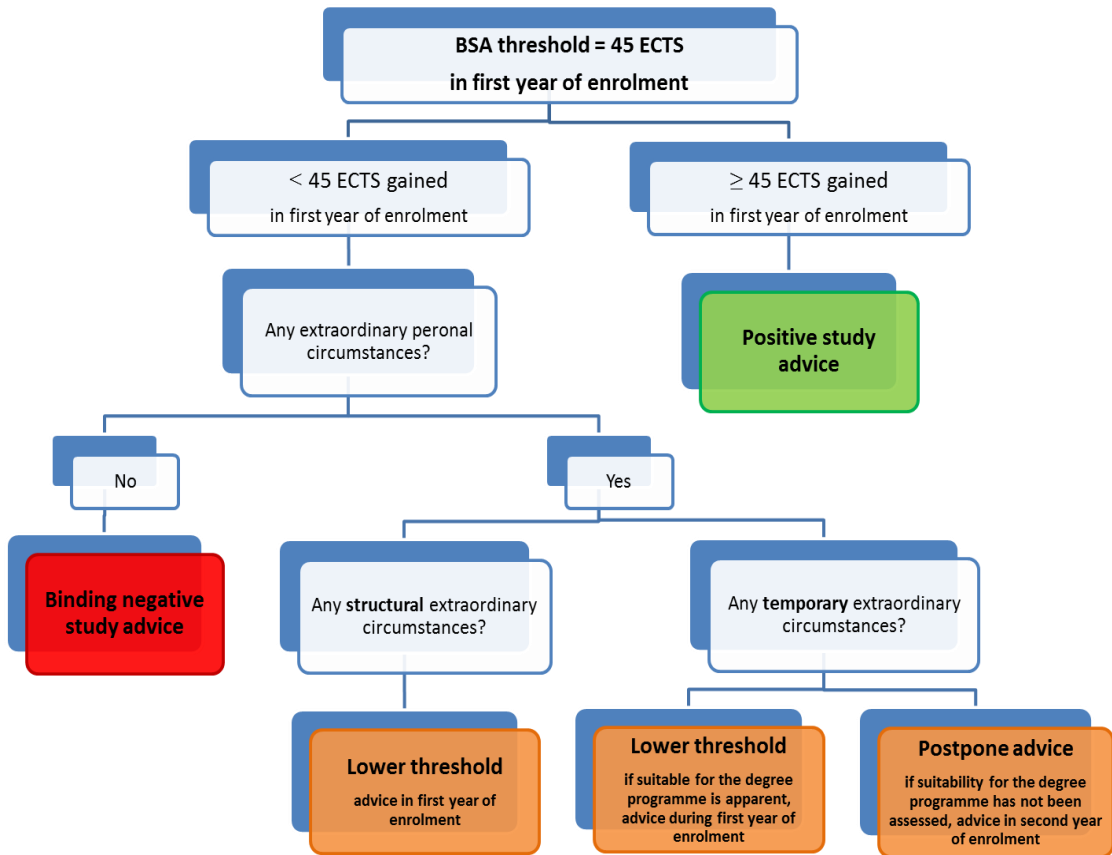 BSA threshold = 45 ECTS
in first year of enrolment
< 45 ECTS gained
in first year of enrolment
≥ 45 ECTS gained
in first year of enrolment
Any extraordinary peronal
circumstances?
Positive study
advice
No
Yes
Binding negative
study advice
Any structural extraordinary
circumstances?
Any temporary extraordinary
circumstances?
Lower threshold
advice in first year of
enrolment
Lower threshold
if suitable for the degree
programme is apparent,
advice during first year of
enrolment
Postpone advice
if suitability for the degree
programme has not been
assessed, advice in second year
of enrolment